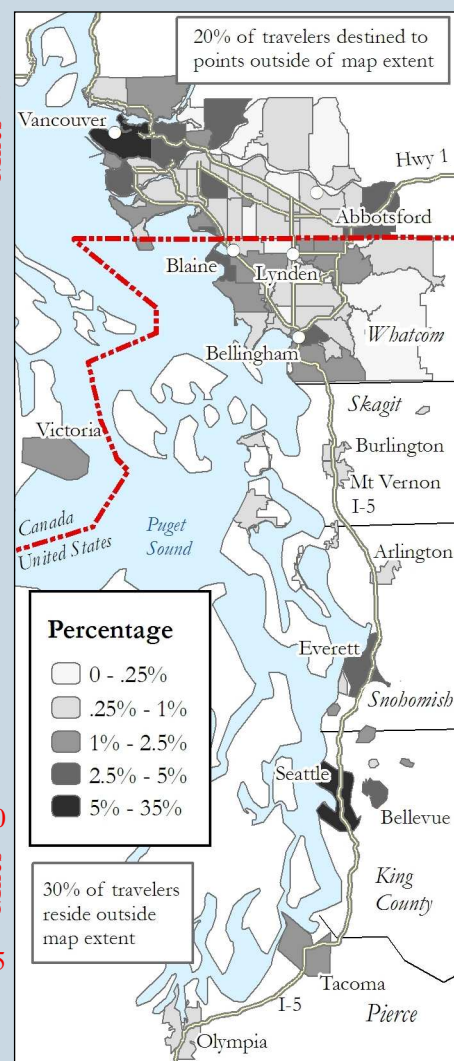 20% of travelers destined to
points outside of map extent
Vancouver
Hwy 1
Abbotsford
Blaine
Lynden
Whatcom
Bellingham
Skagit
Victoria
Burlington
Mt Vernon
I-5
Canada
United States
Puget
Sound
Arlington
Percentage
0 - .25%
.25% - 1%
1% - 2.5%
2.5% - 5%
5% - 35%
Everett
Snohomish
Seattle
Bellevue
30% of travelers
reside outside
map extent
King
County
Tacoma
I-5
Pierce
Olympia